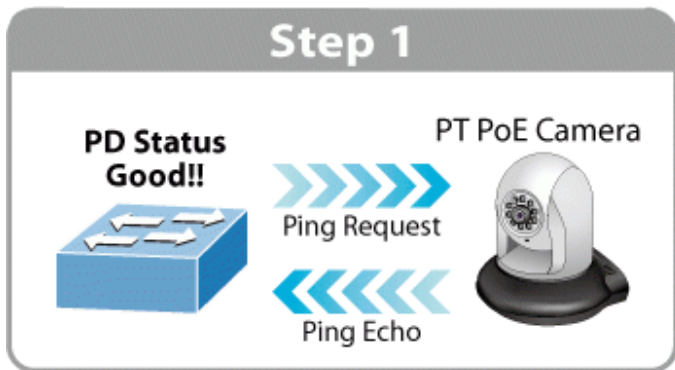 Step 1
PD Status
Good!!
PT PoE Camera
Ping Request
Ping Echo